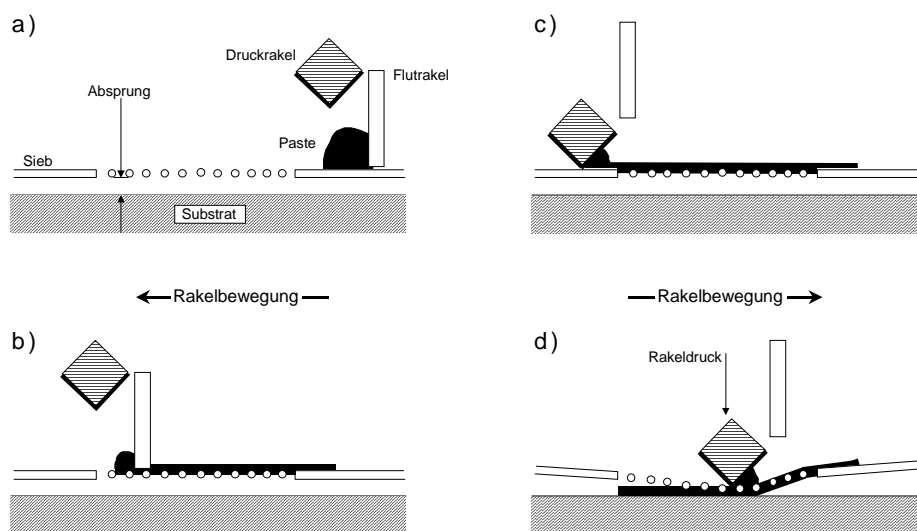 a)
Druckrakel
Flutrakel
Absprung
Paste
Sieb
Substrat
c)
Rakelbewegung
Rakelbewegung
b)
d)
Rakeldruck